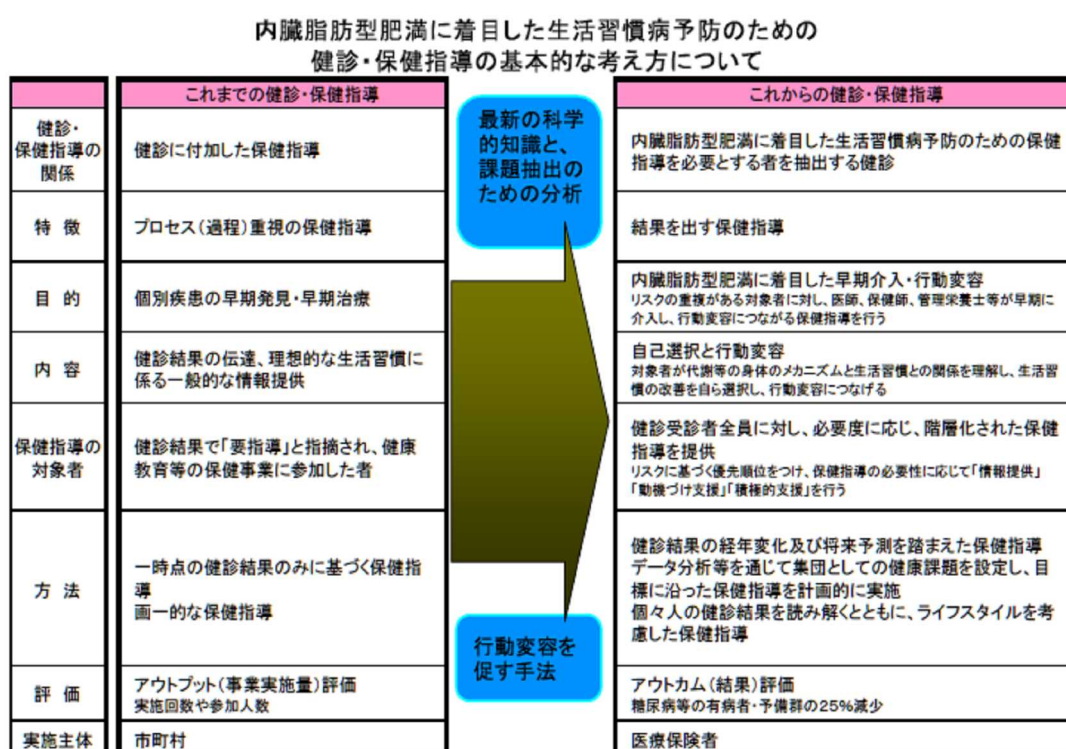 内臓脂肪型肥満に着目した生活習慣病予防のための
健診・保健指導の基本的な考え方について
これまでの健診・保健指導
これからの健診・保健指導
最新の科学
的知識と、
課題抽出の
ための分析
行動変容を
促す手法
健診・
保健指導の
関係
健診に付加した保健指導
内臓脂肪型肥満に着目した生活習慣病予防のための保健
指導を必要とする者を抽出する健診
特 徴
プロセス(過程)重視の保健指導
結果を出す保健指導
目 的
個別疾患の早期発見・早期治療
内臓脂肪型肥満に着目した早期介入・行動変容
リスクの重複がある対象者に対し、医師、保健師、管理栄養士等が早期に
介入し、行動変容につながる保健指導を行う
内 容
健診結果の伝達、理想的な生活習慣に
係る一般的な情報提供
自己選択と行動変容
対象者が代謝等の身体のメカニズムと生活習慣との関係を理解し、生活習
慣の改善を自ら選択し、行動変容につなげる
保健指導の
対象者
健診結果で「要指導」と指摘され、健康
教育等の保健事業に参加した者
健診受診者全員に対し、必要度に応じ、階層化された保健
指導を提供
リスクに基づく優先順位をつけ、保健指導の必要性に応じて「情報提供」
「動機づけ支援」「積極的支援」を行う
方 法
一時点の健診結果のみに基づく保健指
導
画一的な保健指導
健診結果の経年変化及び将来予測を踏まえた保健指導
データ分析等を通じて集団としての健康課題を設定し、目
標に沿った保健指導を計画的に実施
個々人の健診結果を読み解くとともに、ライフスタイルを考
慮した保健指導
評 価
アウトプット(事業実施量)評価
実施回数や参加人数
アウトカム(結果)評価
糖尿病等の有病者・予備群の25%減少
実施主体
市町村
医療保険者